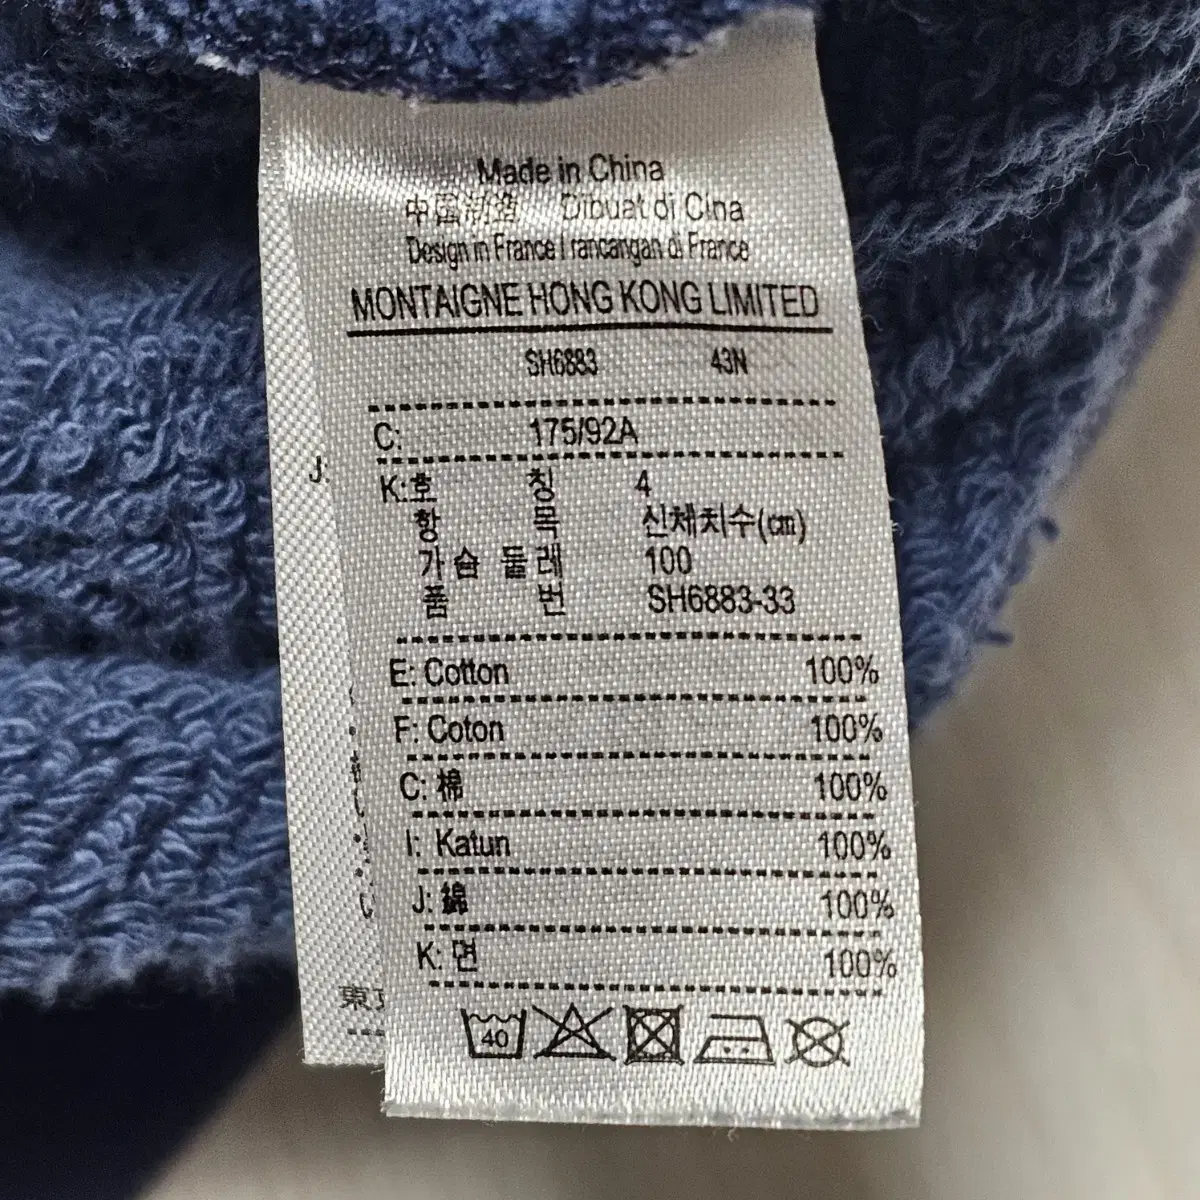 Made in China
中国制造 Dibuat di Cina
Design in France I rancangan di France
MONTAIGNE HONG KONG LIMITED
SH6883 43N
C: 175/92A
K:호 칭 4
항 목 신체치수(㎝)
가슴 둘레 100
품 번 SH6883-33
E: Cotton 100%
F: Coton 100%
C: 棉 100%
I: Katun 100%
J: 綿 100%
K: 면 100%
40
J:
東京